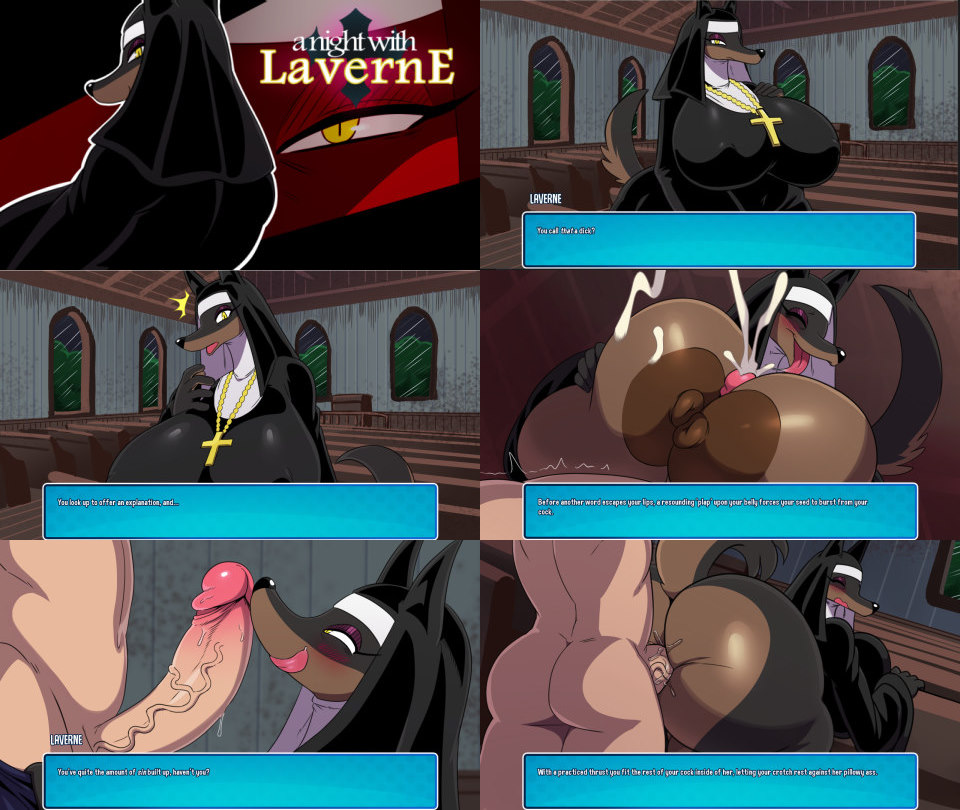 a night with
LavernE
LAVERNE
You call that a dick?
You look up to offer an explanation, and...
Before another word escapes your lips, a resounding 'plap' upon your belly forces your seed to burst from your
cock.
LAVERNE
You've quite the amount of sin built up, haven't you?
With a practiced thrust you fit the rest of your cock inside of her, letting your crotch rest against her pillowy ass.